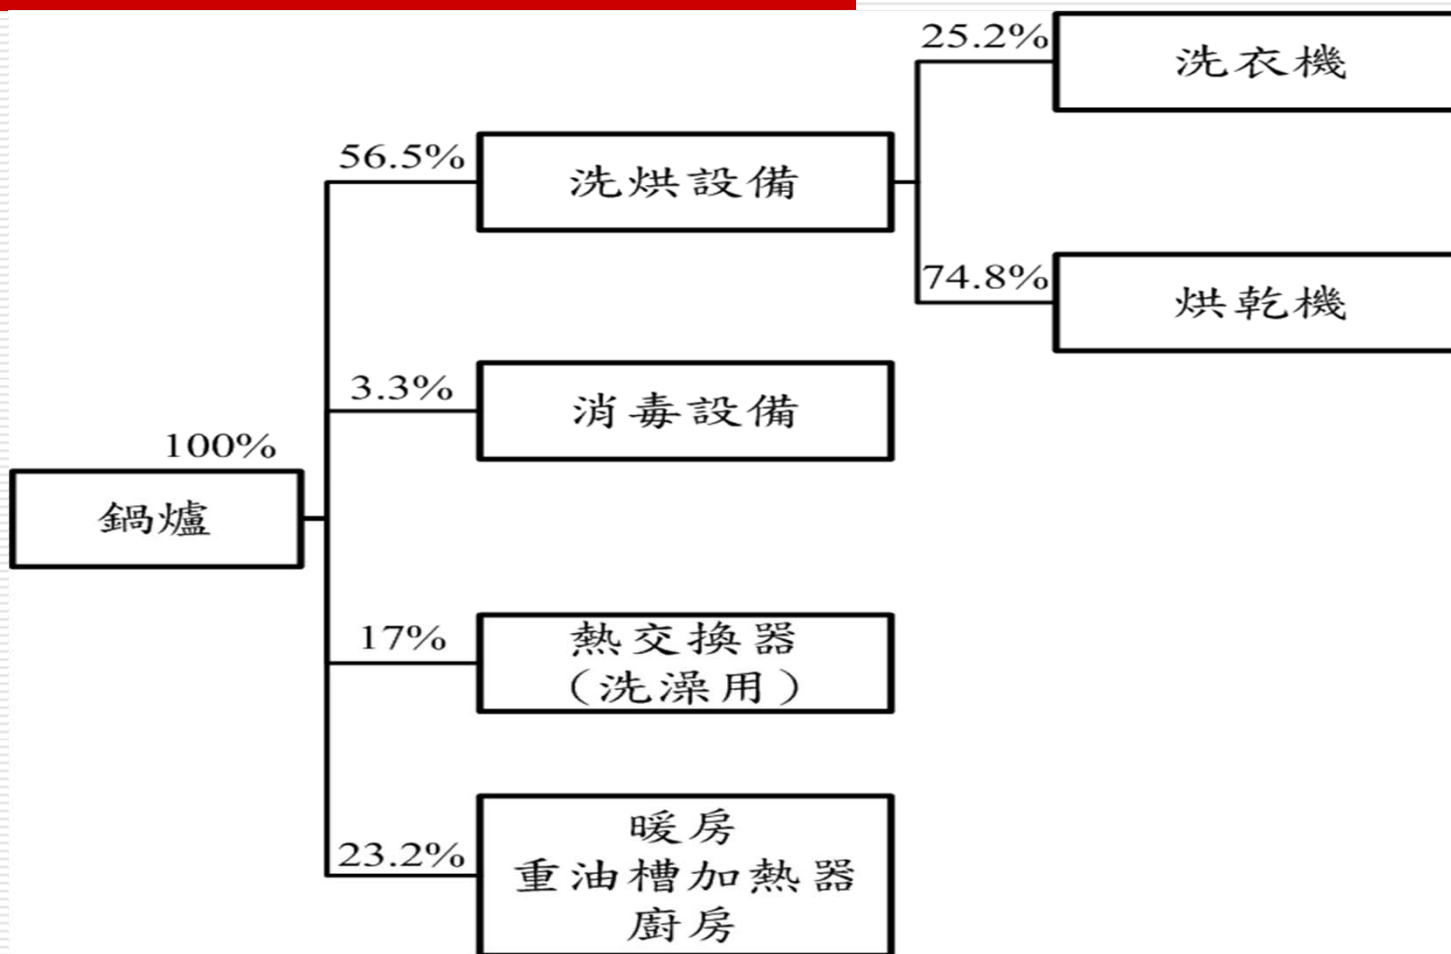 25.2%
洗衣機
56.5%
洗烘設備
74.8%
烘乾機
3.3%
消毒設備
100%
鍋爐
17%
熱交換器
（洗澡用）
23.2%
暖房
重油槽加熱器
廚房